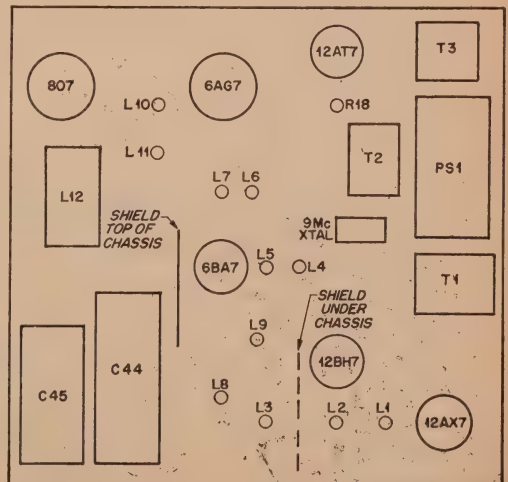 12AT7
T3
807
6AG7
L10
R18
T2
PS1
L11
L12
L7 L6
SHIELD
TOP OF
CHASSIS
9Mc
XTAL
6BA7
L5
L4
T1
SHIELD
UNDER
CHASSIS
L9
12BH7
C44
C45
L8
L3
L2
L1
12AX7